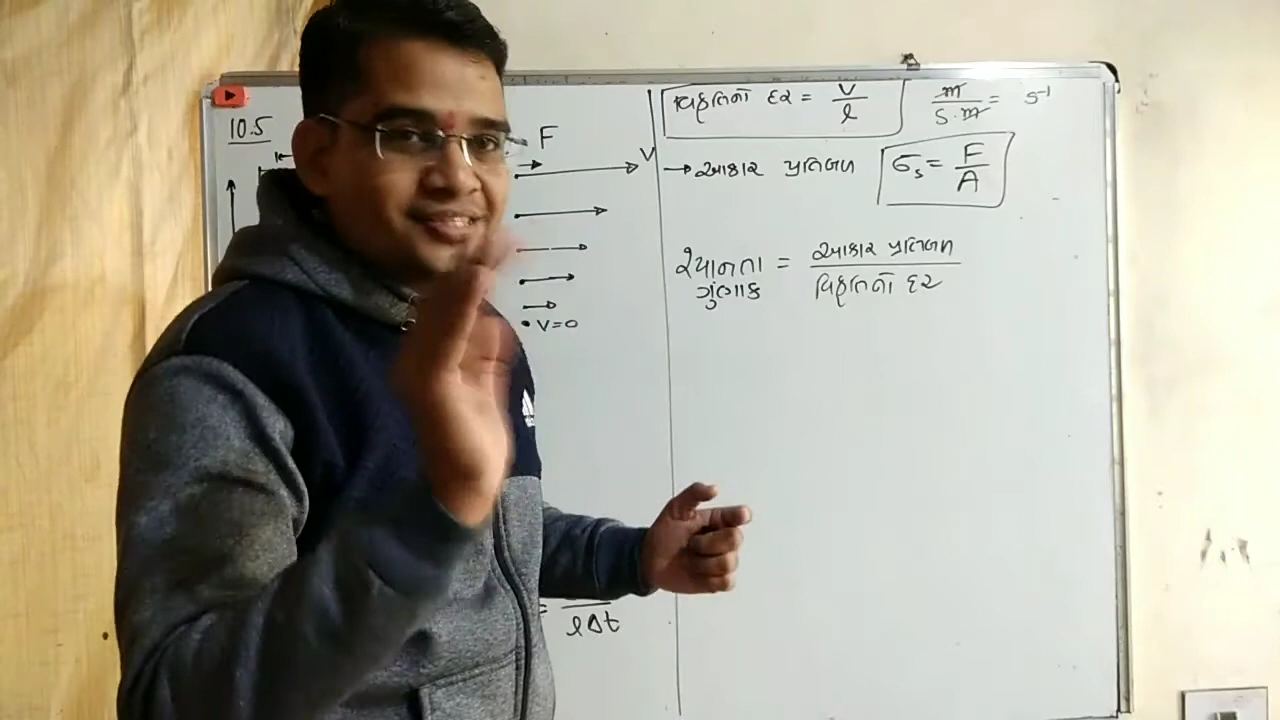 10.5
F
V
V=0
lΔt
વિકૃતિનો દર = V/l
m/s·m = s⁻¹
→ આકાર પ્રતિબળ σₛ = F/A
શ્યાનતા ગુણાંક = આકાર પ્રતિબળ/વિકૃતિનો દર